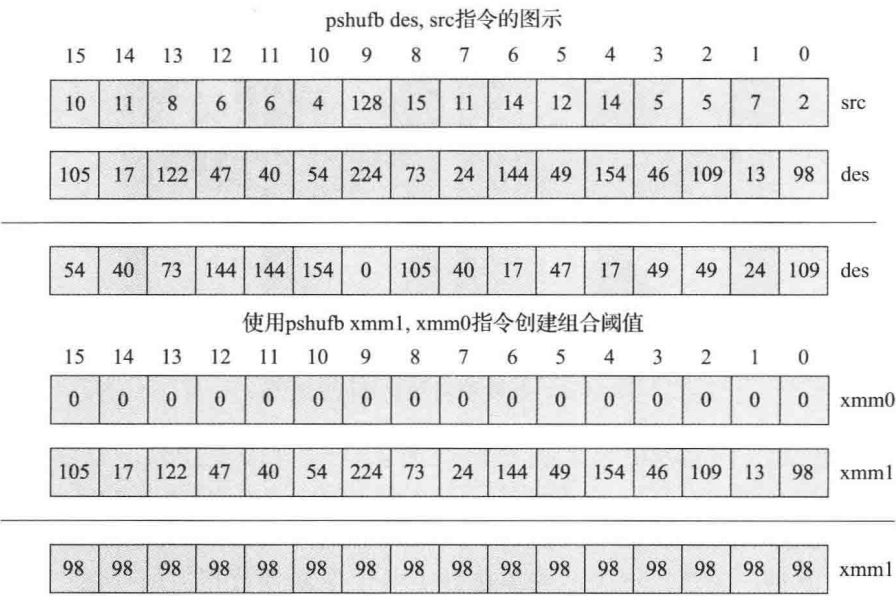 pshufb des, src指令的图示
15 14 13 12 11 10 9 8 7 6 5 4 3 2 1 0
10 11 8 6 6 4 128 15 11 14 12 14 5 5 7 2 src
105 17 122 47 40 54 224 73 24 144 49 154 46 109 13 98 des
54 40 73 144 144 154 0 105 40 17 47 17 49 49 24 109 des
使用pshufb xmm1, xmm0指令创建组合阈值
15 14 13 12 11 10 9 8 7 6 5 4 3 2 1 0
0 0 0 0 0 0 0 0 0 0 0 0 0 0 0 0 xmm0
105 17 122 47 40 54 224 73 24 144 49 154 46 109 13 98 xmm1
98 98 98 98 98 98 98 98 98 98 98 98 98 98 98 98 xmm1